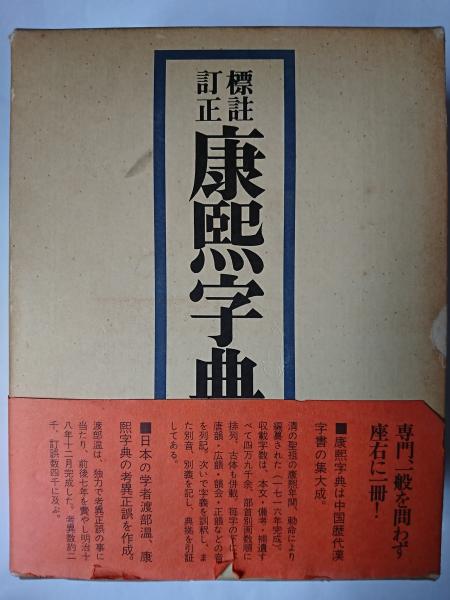 標註
訂正
康熙字典
専門、一般を問わず
座右に一冊！
■康熙字典は中国歴代漢
字書の集大成。
清の聖祖の康熙年間、勅命により
編纂された(一七一六年完成)。
収載字数は、本文・備考・補遺す
べて四万九千余、部首別画数順に
排列、古体も併載、毎字の下に、
唐韻・広韻・韻会・正韻などの音
を列記、次いで字義を訓釈し、ま
た別音、別義を記し、典拠を引証
してある。
■日本の学者渡部温、康
熙字典の考異正誤を作成。
渡部温は、独力で考異正誤の事に
当たり、前後七年を費やし明治十
八年十二月完成した。考異数約二
千、訂誤数四千に及ぶ。